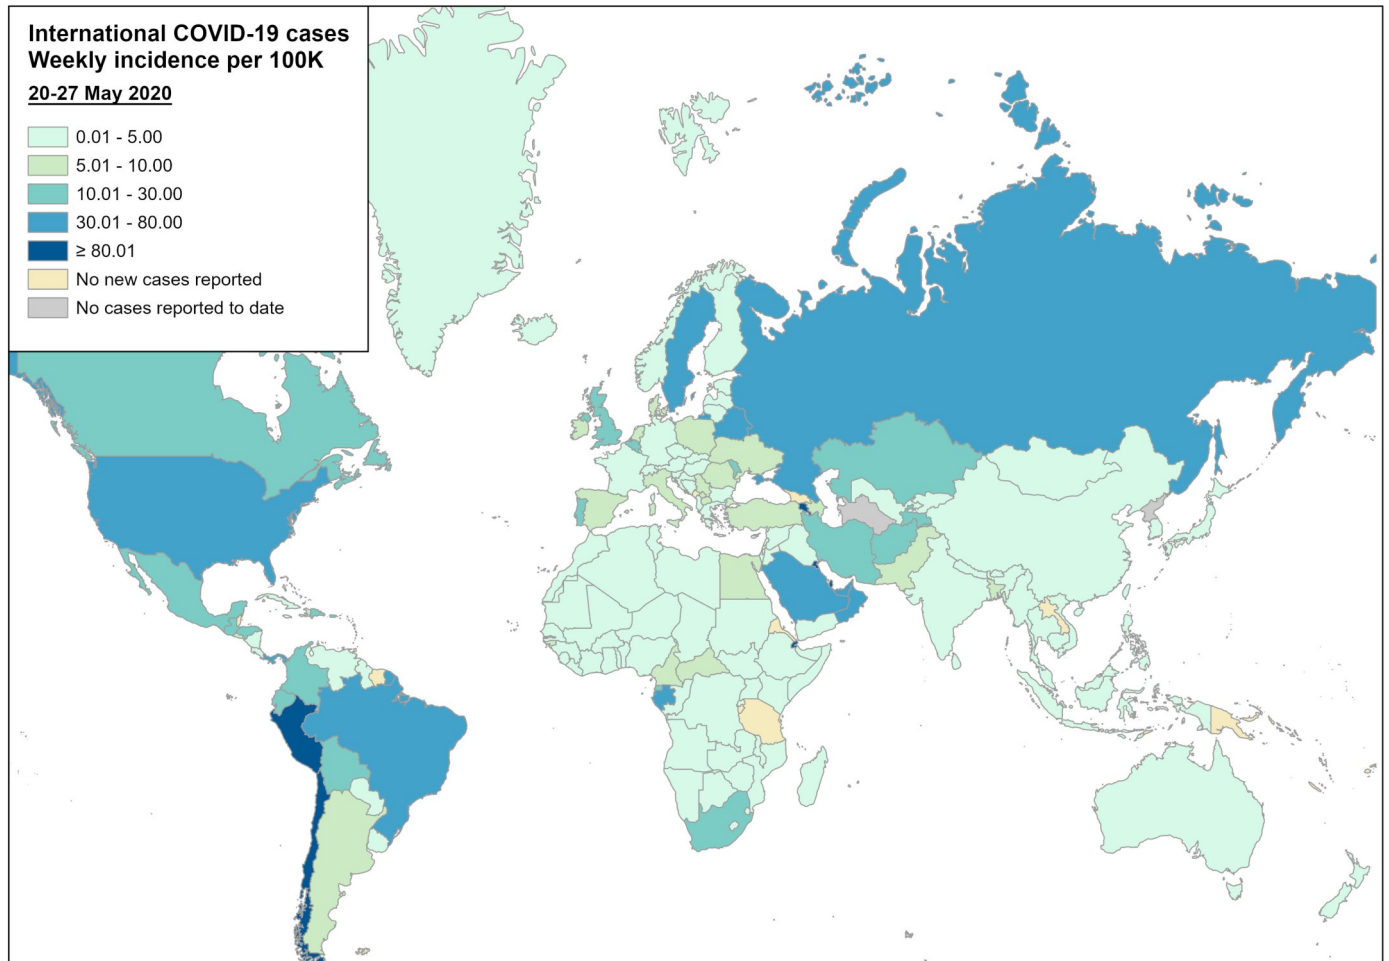 International COVID-19 cases
Weekly incidence per 100K
20-27 May 2020
0.01 - 5.00
5.01 - 10.00
10.01 - 30.00
30.01 - 80.00
≥ 80.01
No new cases reported
No cases reported to date